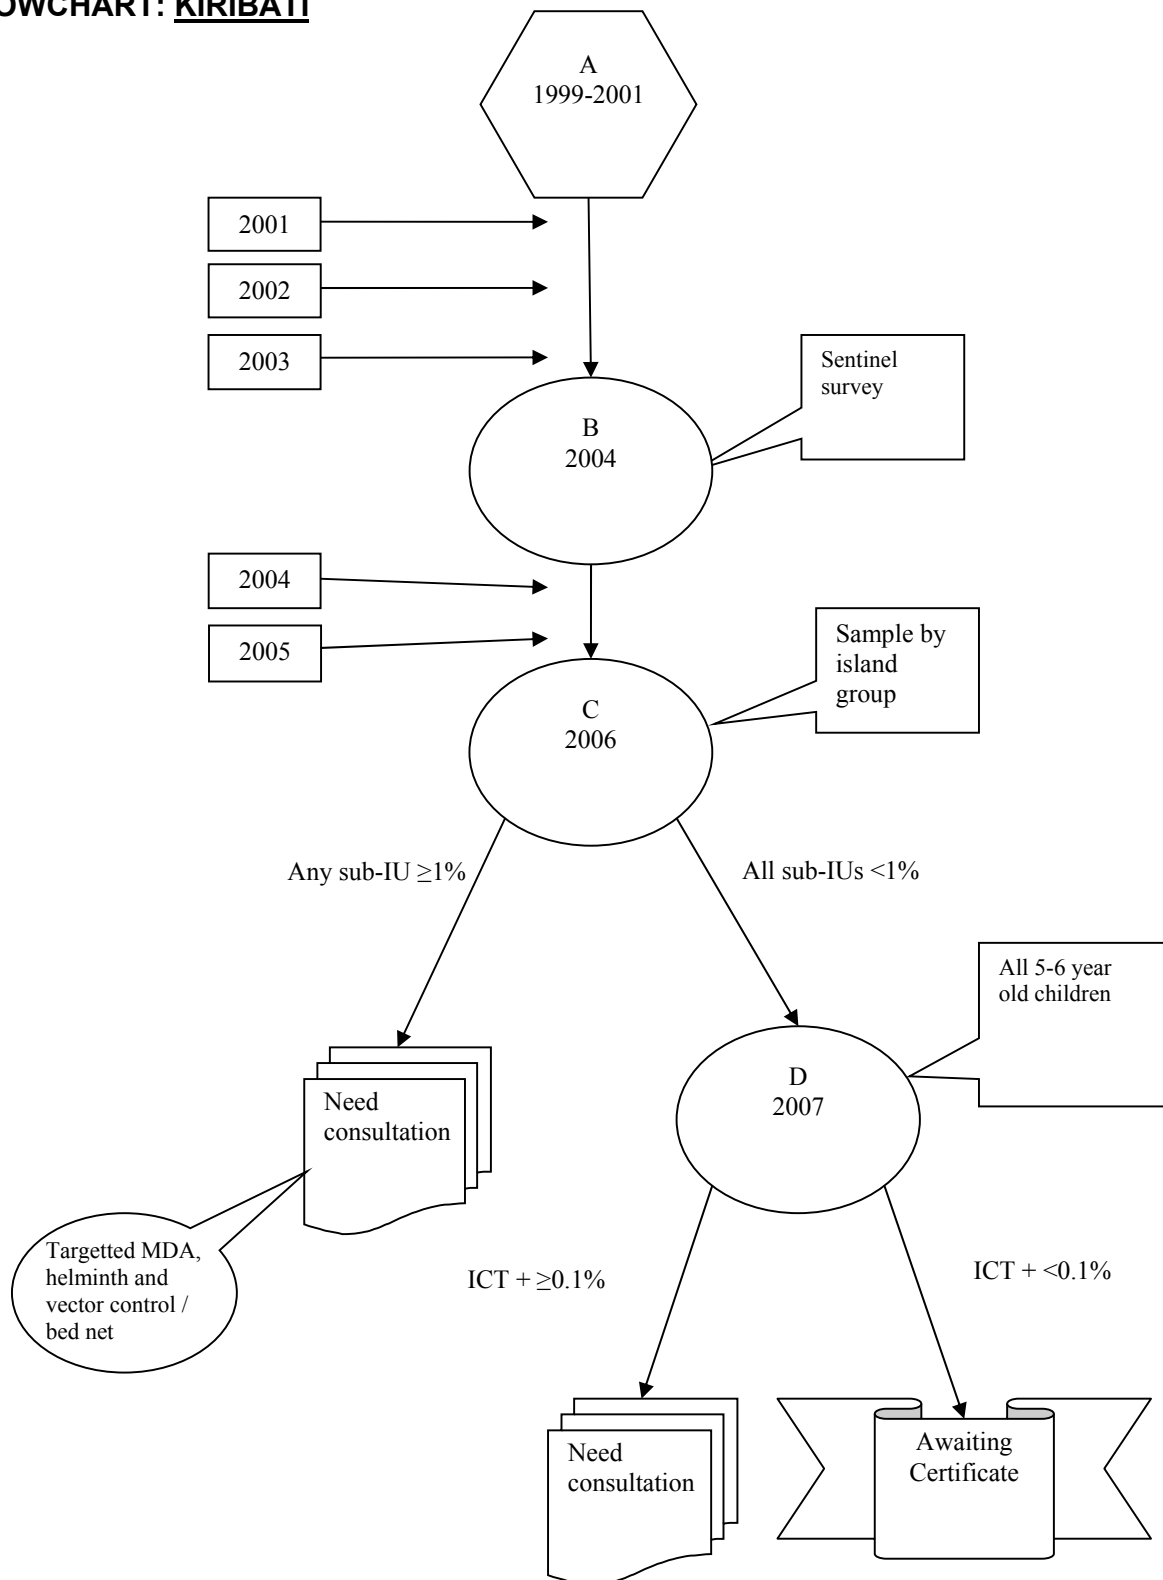 OWCHART: KIRIBATI
A
1999-2001
2001
2002
2003
Sentinel
survey
B
2004
2004
2005
Sample by
island
group
C
2006
Any sub-IU ≥1%
All sub-IUs <1%
All 5-6 year
old children
D
2007
Need
consultation
Targetted MDA,
helminth and
vector control /
bed net
ICT + ≥0.1%
ICT + <0.1%
Need
consultation
Awaiting
Certificate